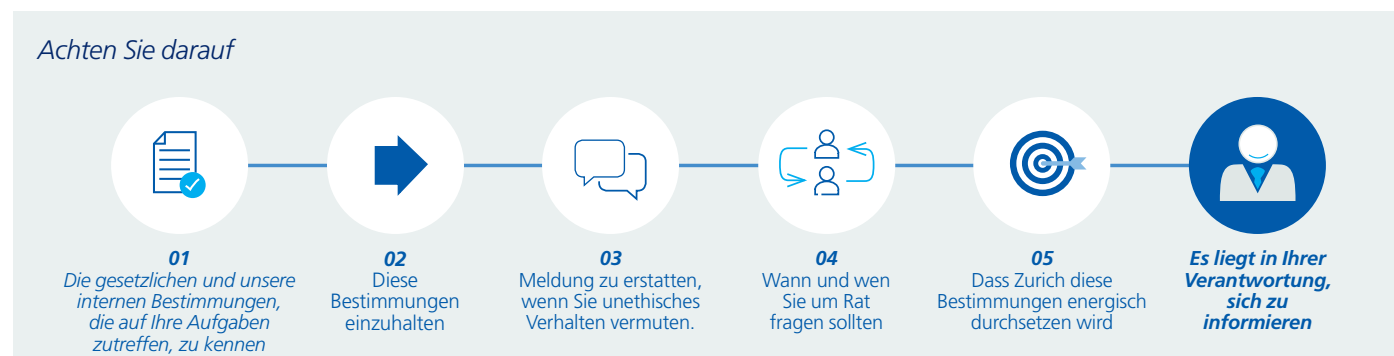 Achten Sie darauf
01
Die gesetzlichen und unsere
internen Bestimmungen,
die auf Ihre Aufgaben
zutreffen, zu kennen
02
Diese
Bestimmungen
einzuhalten
03
Meldung zu erstatten,
wenn Sie unethisches
Verhalten vermuten.
04
Wann und wen
Sie um Rat
fragen sollten
05
Dass Zurich diese
Bestimmungen energisch
durchsetzen wird
Es liegt in Ihrer
Verantwortung,
sich zu
informieren